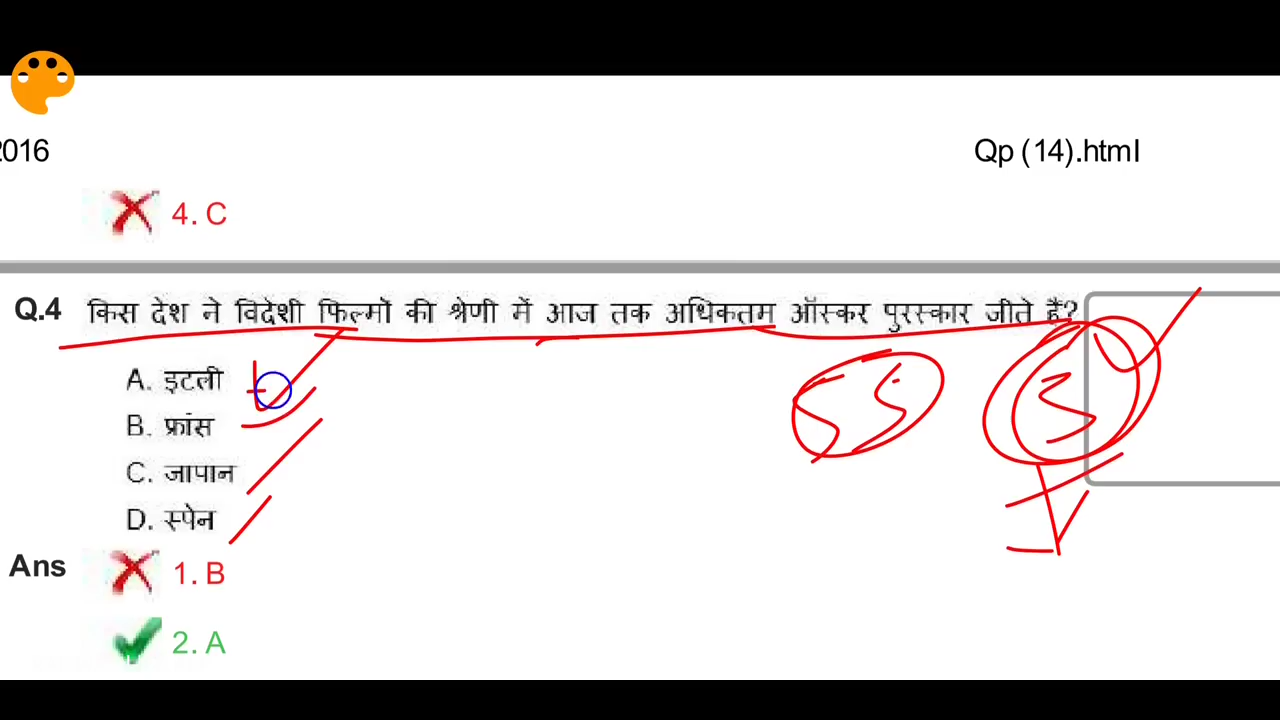 2016 Qp (14).html
4. C
Q.4 किस देश ने विदेशी फिल्मों की श्रेणी में आज तक अधिकतम ऑस्कर पुरस्कार जीते हैं?
A. इटली
B. फ्रांस
C. जापान
D. स्पेन
Ans 1. B
2. A